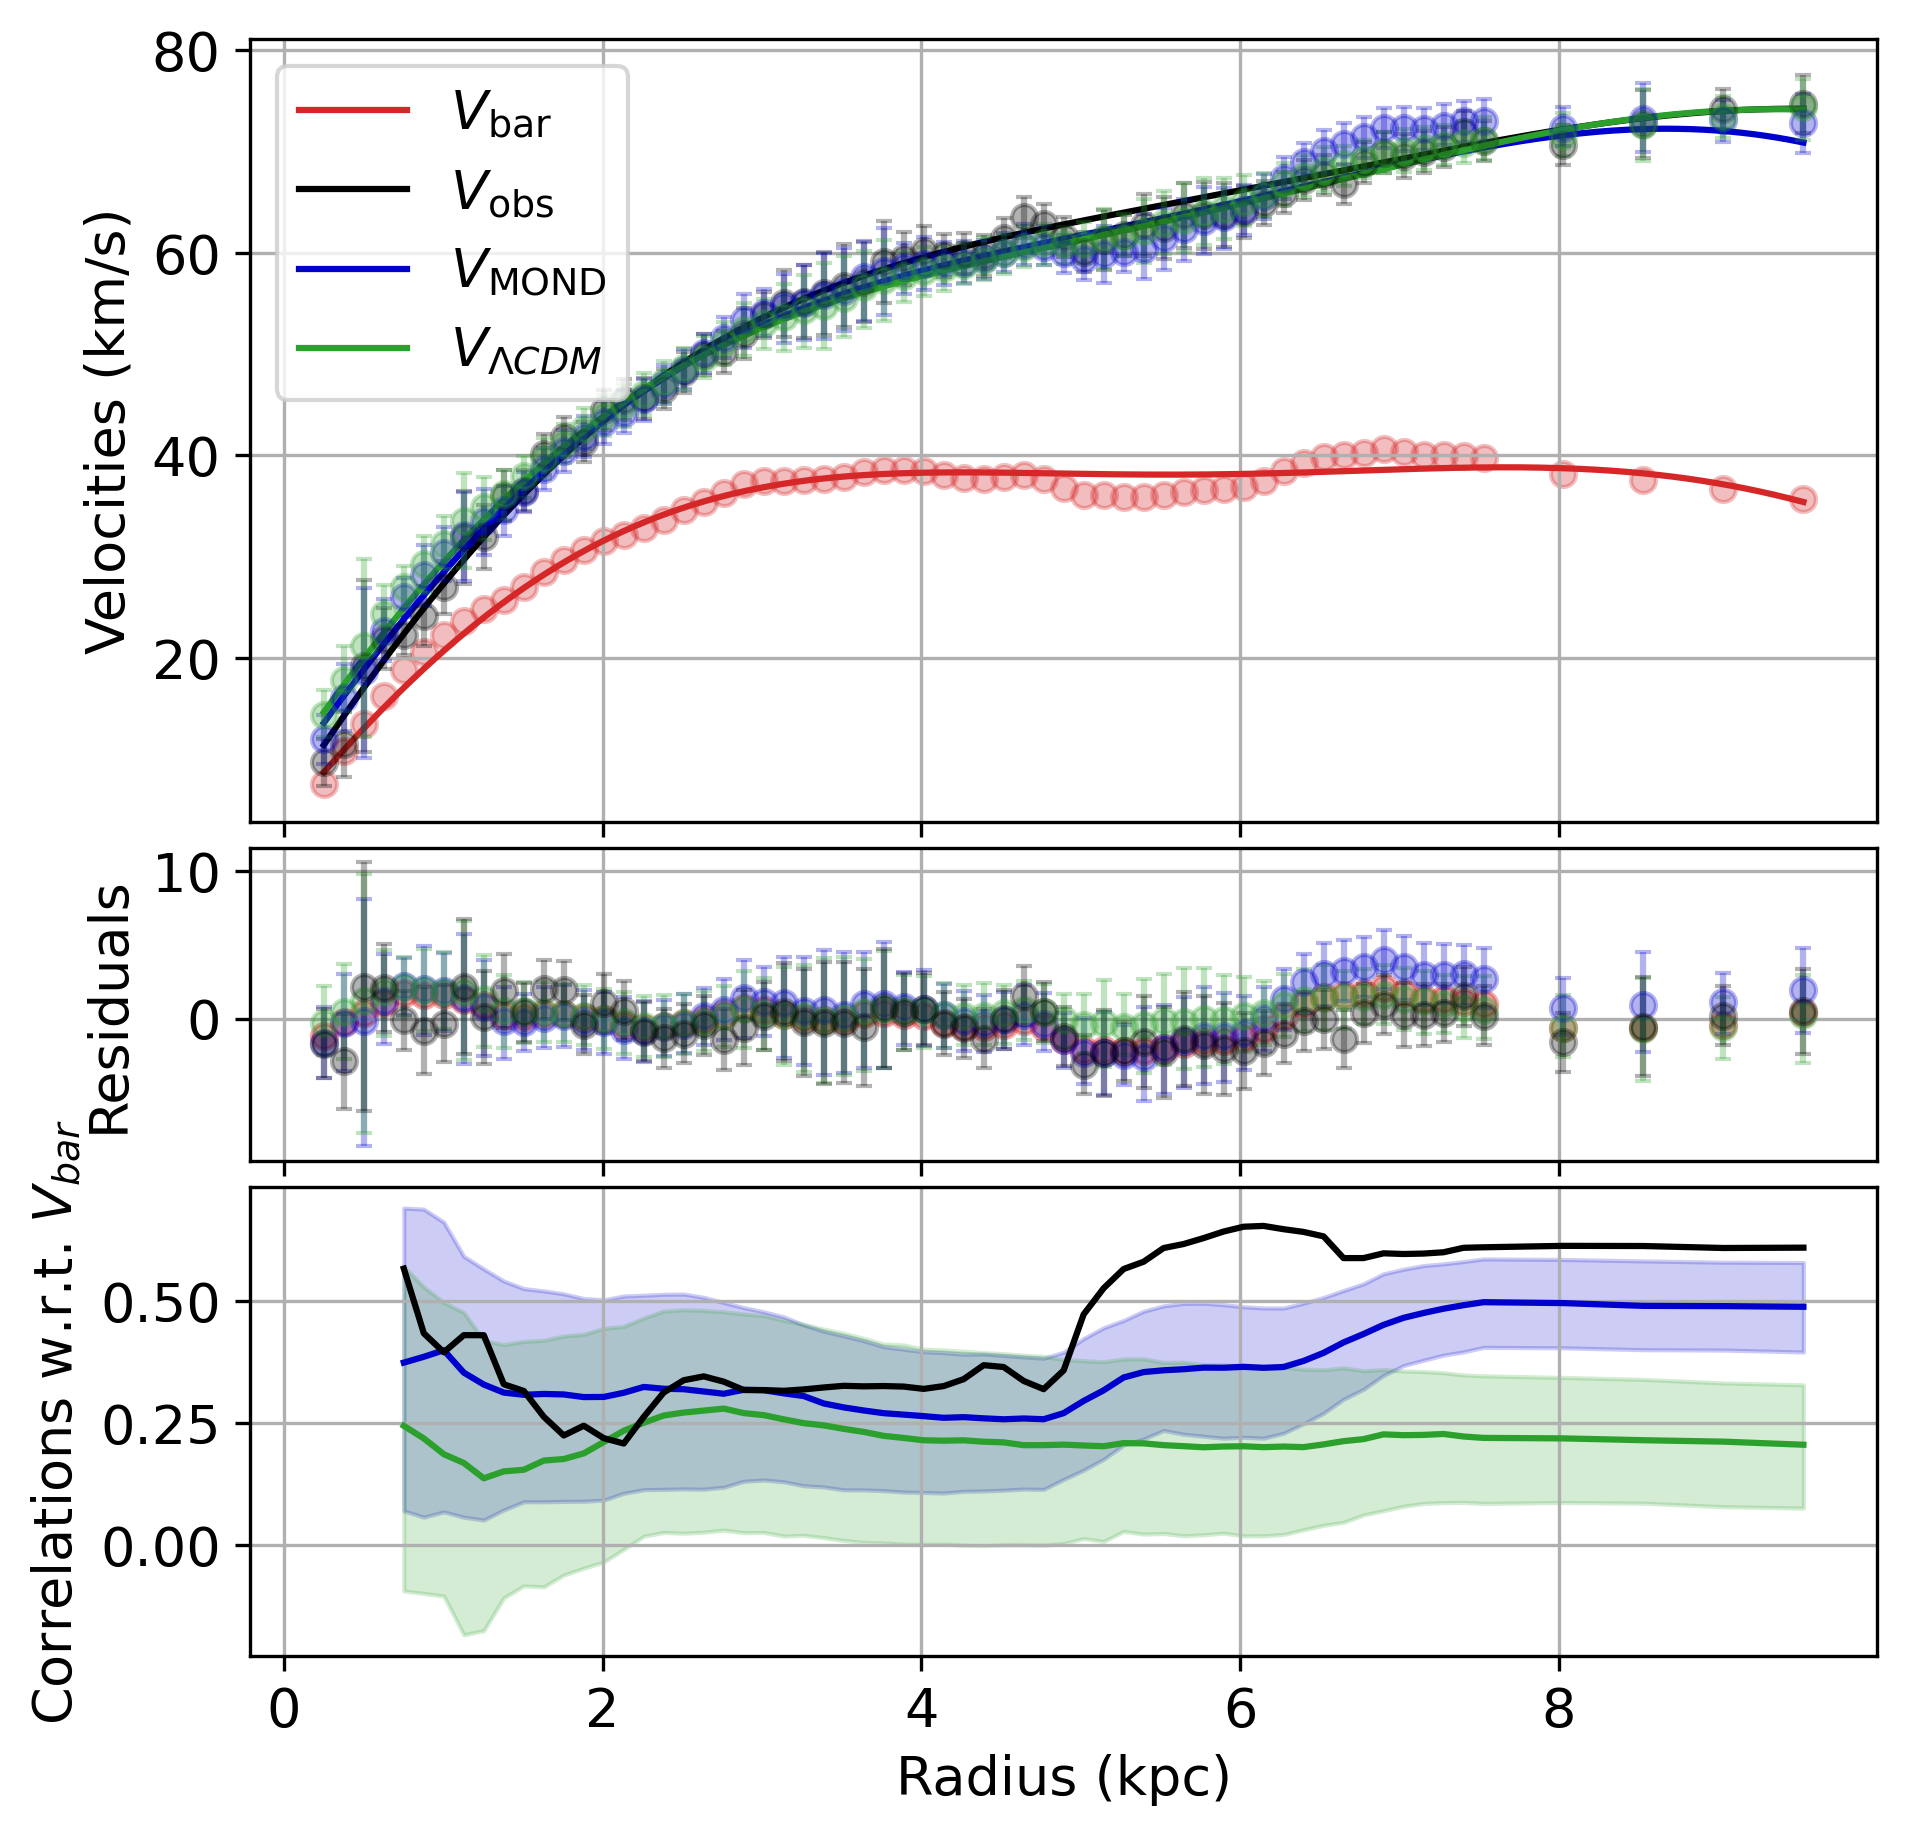 80
60
40
20
Velocities (km/s)
V_bar
V_obs
V_MOND
V_ΛCDM
10
0
Residuals
0.50
0.25
0.00
Correlations w.r.t. V_bar
0 2 4 6 8
Radius (kpc)